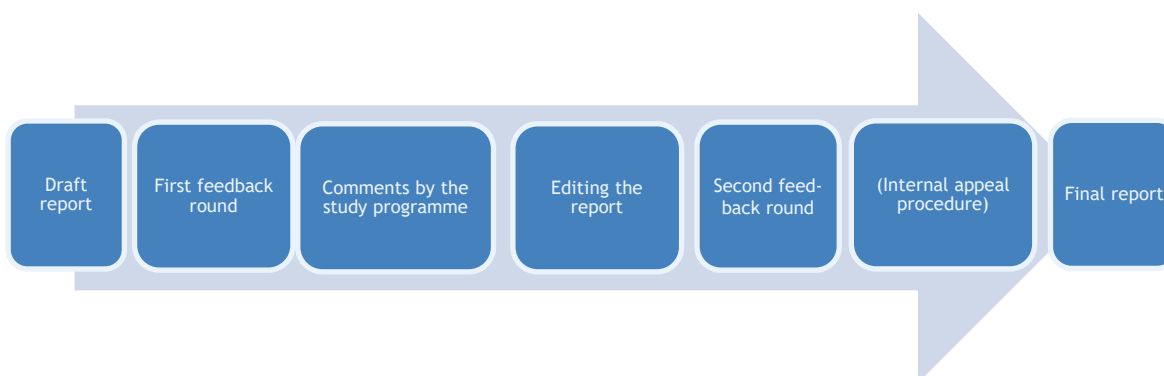 Draft
report
First feedback
round
Comments by the
study programme
Editing the
report
Second feed-
back round
(Internal appeal
procedure)
Final report